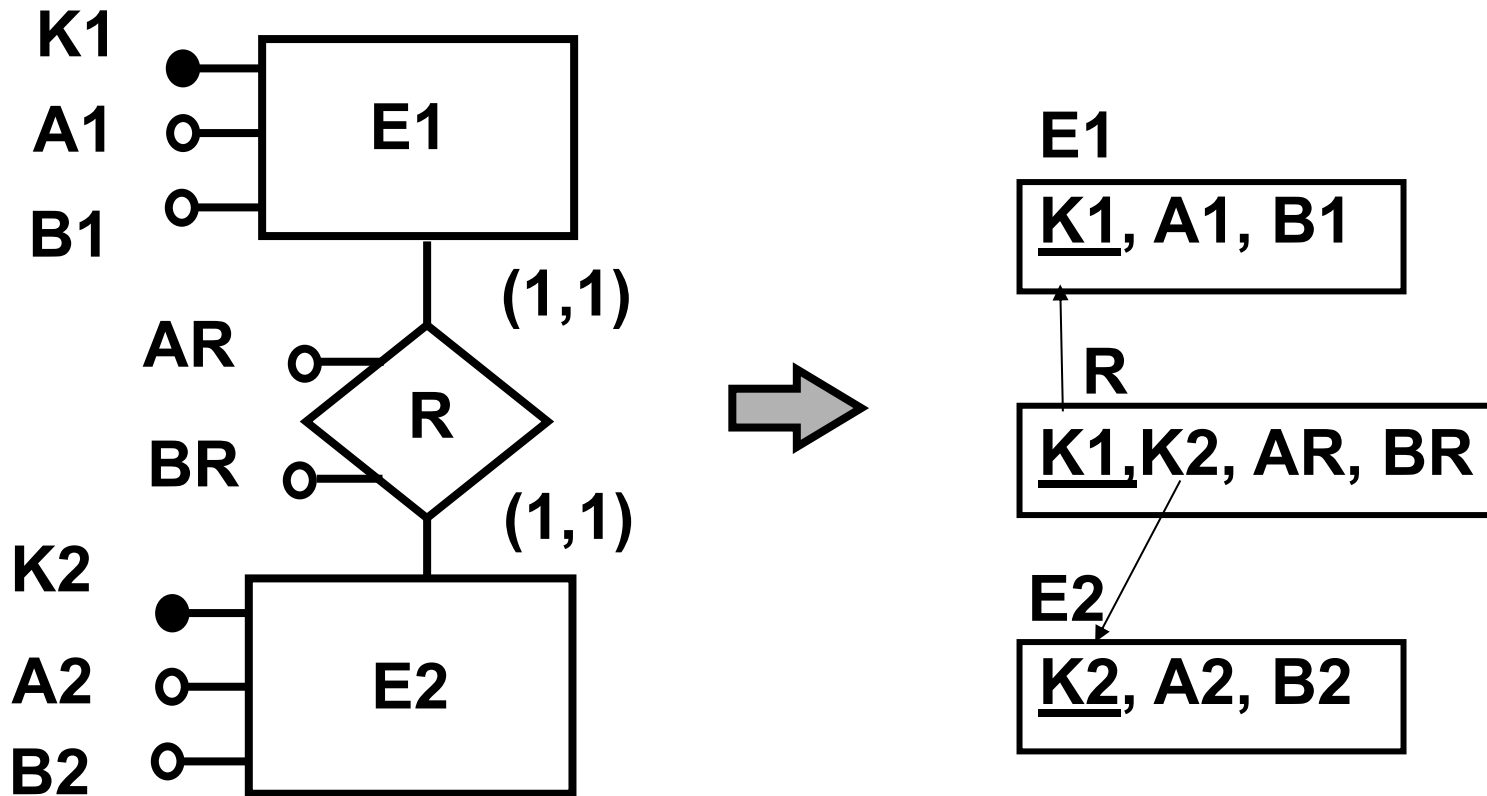 K1
A1
B1
E1
(1,1)
AR
BR
R
(1,1)
K2
A2
B2
E2
E1
K1, A1, B1
R
K1,K2, AR, BR
E2
K2, A2, B2